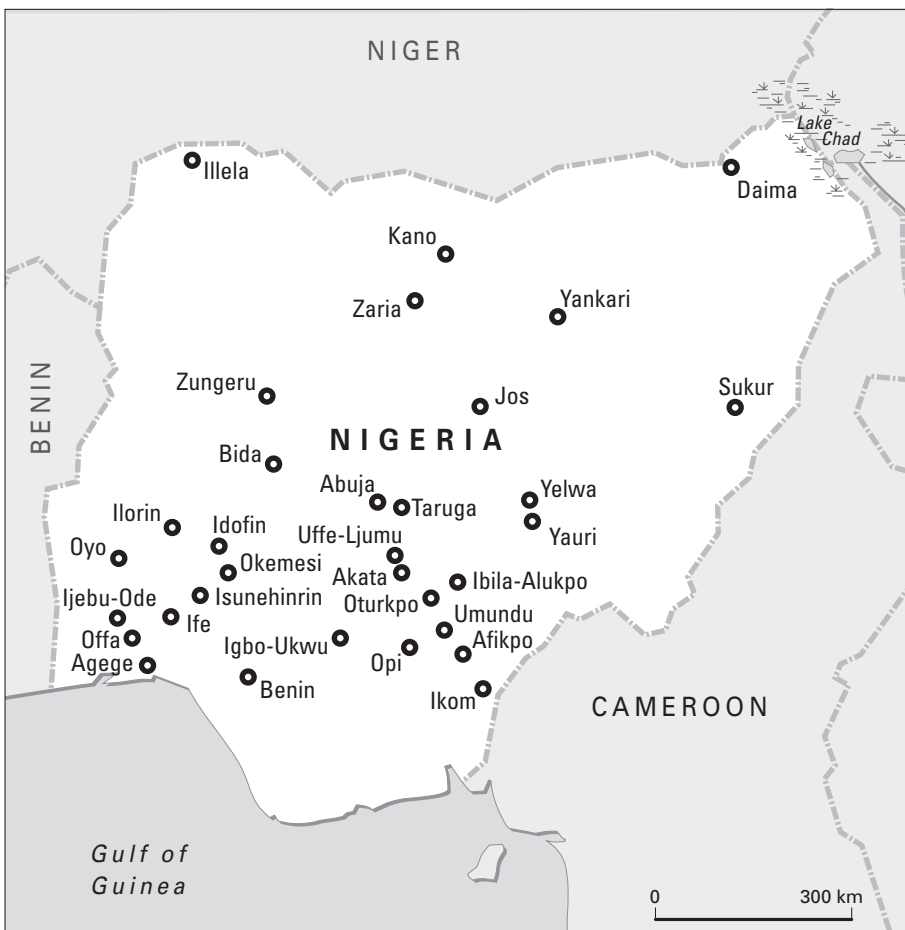 NIGER
Lake
Chad
Illela
Daima
Kano
Zaria
Yankari
Zungeru
Jos
Sukur
BENIN
NIGERIA
Bida
Abuja
Taruga
Yelwa
Ilorin
Idofin
Uffe-Ljumu
Yauri
Oyo
Okemesi
Akata
Ibila-Alukpo
Ijebu-Ode
Isunehinrin
Oturkpo
Offa
Ife
Igbo-Ukwu
Umundu
Agege
Opi
Afikpo
Benin
Ikom
CAMEROON
Gulf of
Guinea
0 300 km